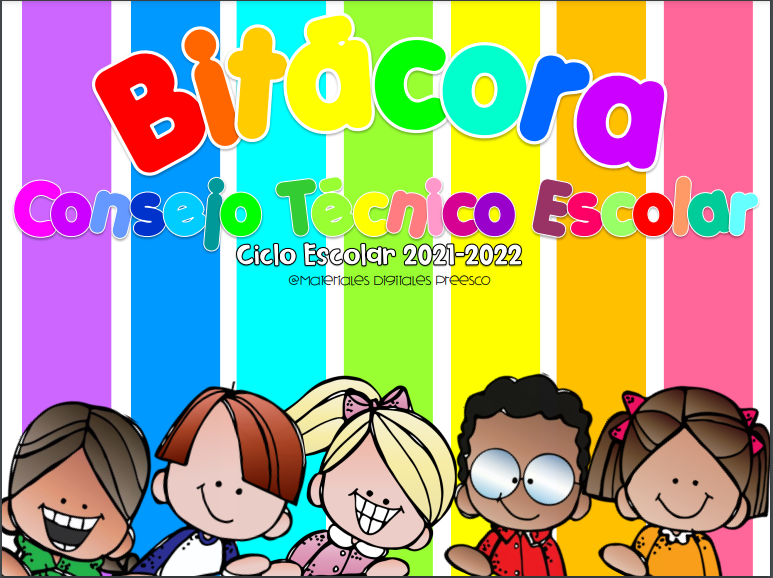 Bitácora
Consejo Técnico Escolar
Ciclo Escolar 2021-2022
@Materiales Digitales Preesco